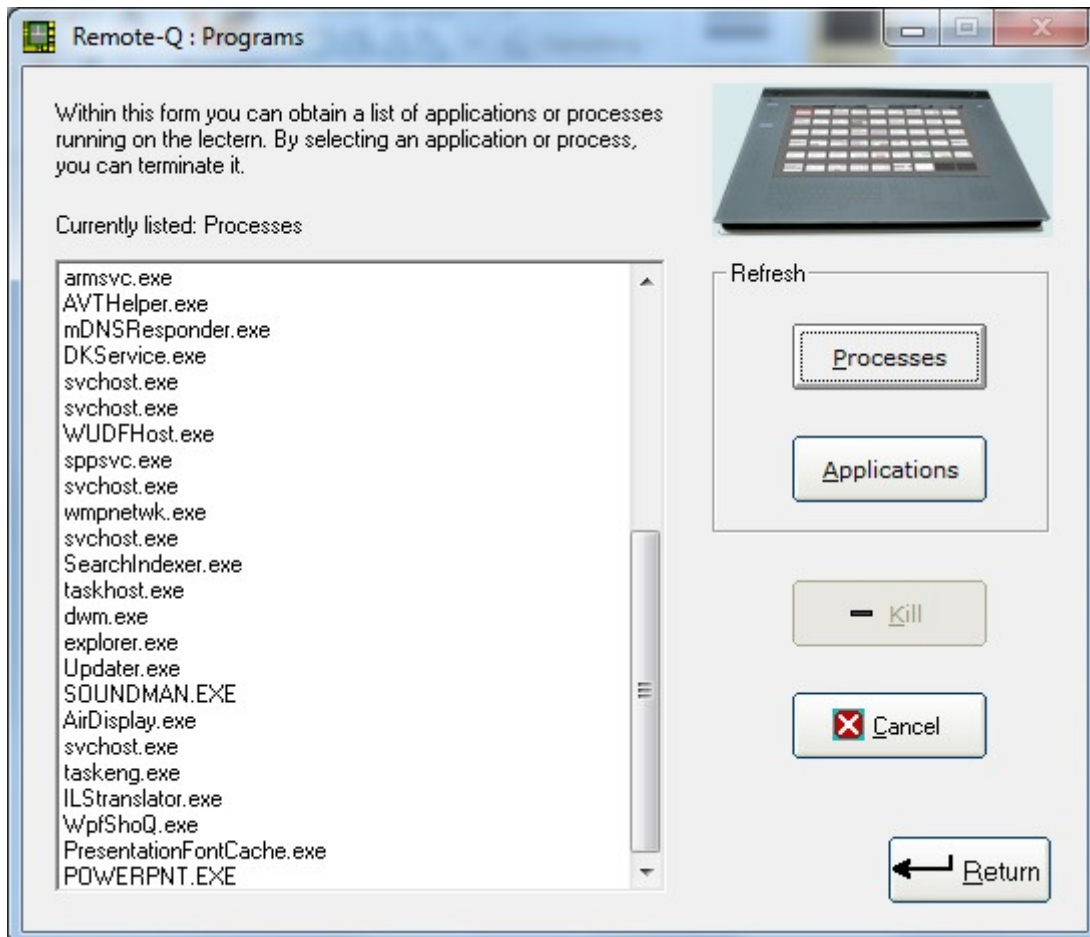 Remote-Q : Programs
Within this form you can obtain a list of applications or processes
running on the lectern. By selecting an application or process,
you can terminate it.
Currently listed: Processes
armsvc.exe
AVTHelper.exe
mDNSResponder.exe
DKService.exe
svchost.exe
svchost.exe
WUDFHost.exe
sppsvc.exe
svchost.exe
wmpnetwk.exe
svchost.exe
SearchIndexer.exe
taskhost.exe
dwm.exe
explorer.exe
Updater.exe
SOUNDMAN.EXE
AirDisplay.exe
svchost.exe
taskeng.exe
ILStranslator.exe
WpfShoQ.exe
PresentationFontCache.exe
POWERPNT.EXE
Refresh
Processes
Applications
Kill
Cancel
Return